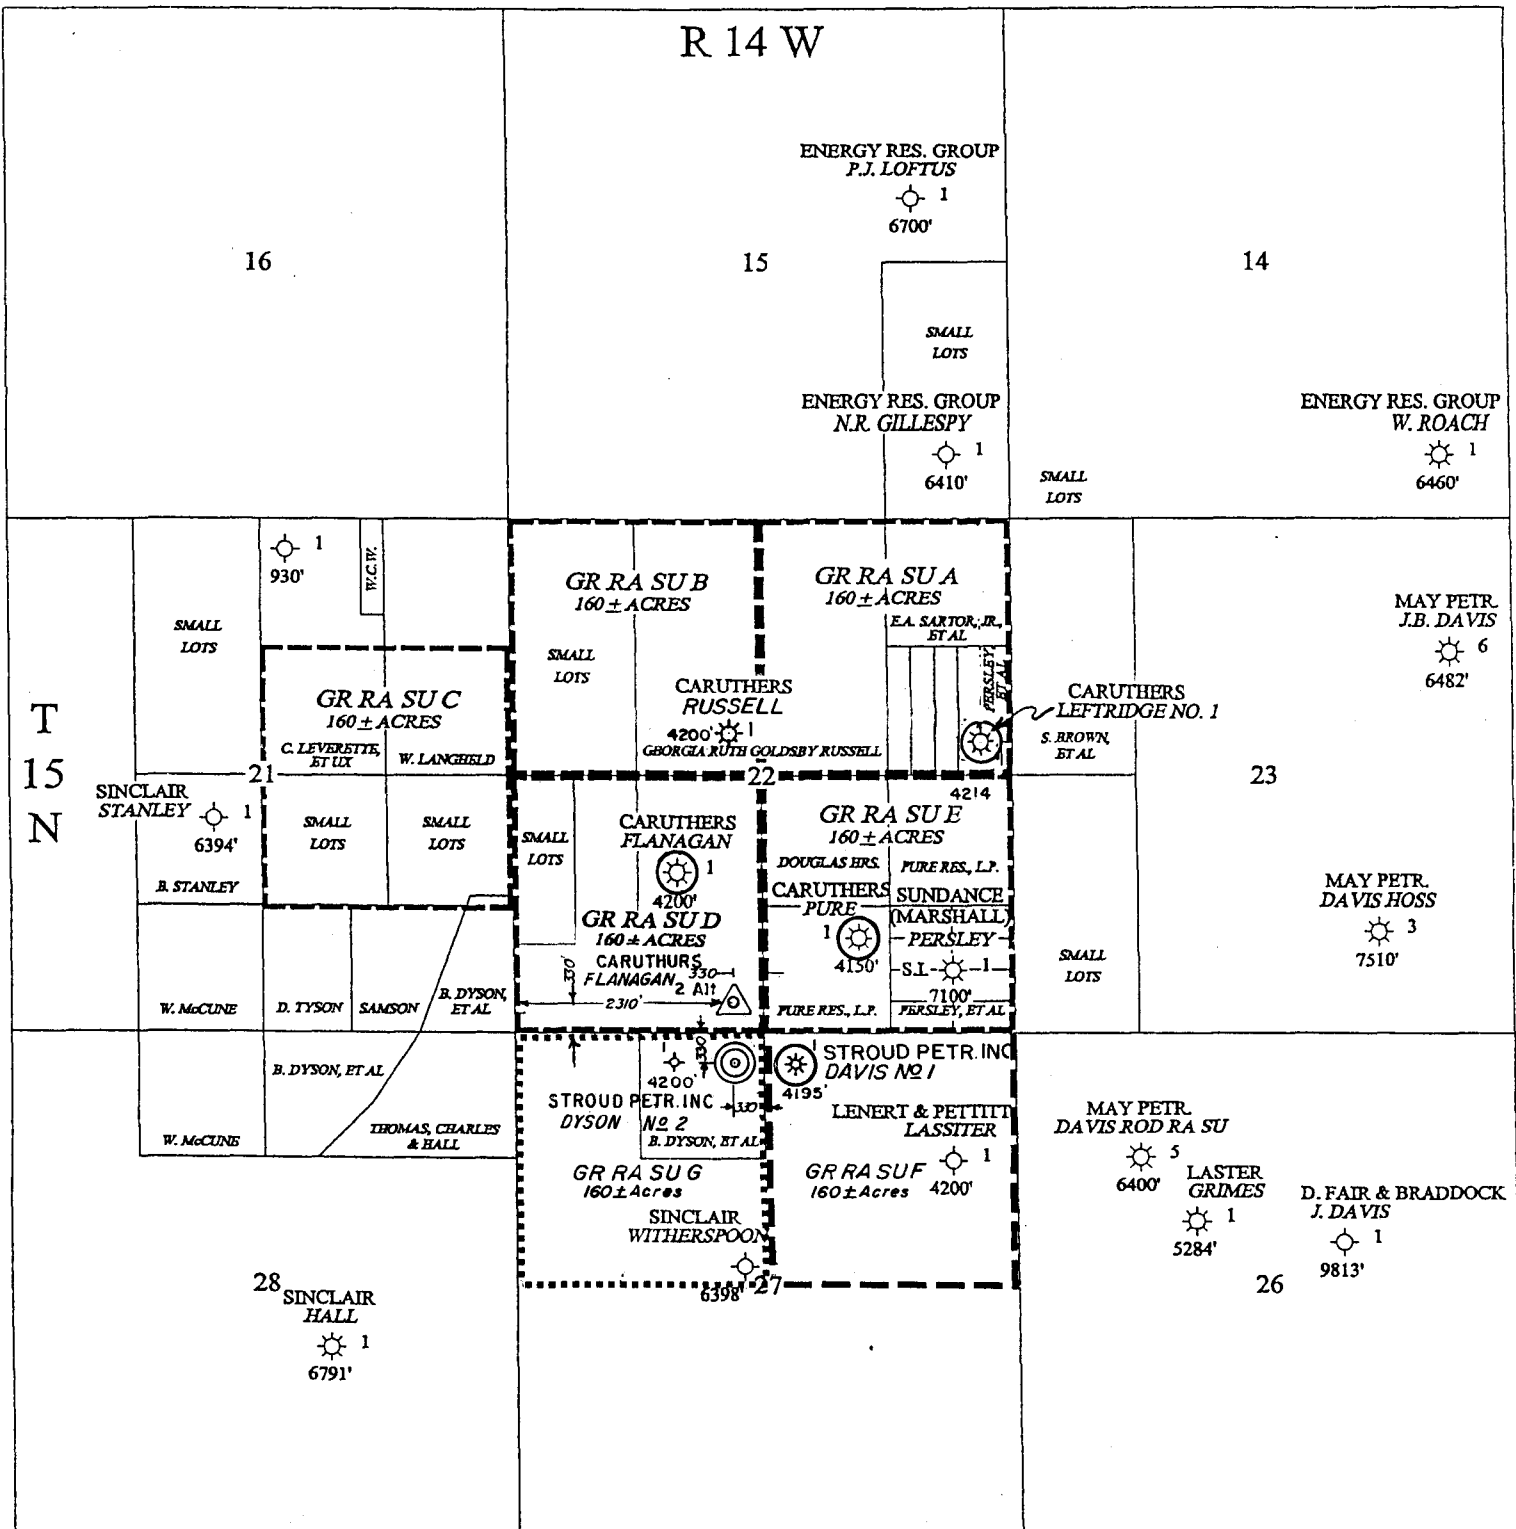 R 14 W
ENERGY RES. GROUP
P.J. LOFTUS
1
6700'
16
15
14
SMALL
LOTS
ENERGY RES. GROUP
N.R. GILLESPY
1
6410'
SMALL
LOTS
ENERGY RES. GROUP
W. ROACH
1
6460'
1
930'
W.C.W.
SMALL
LOTS
GR RA SU B
160 ± ACRES
SMALL
LOTS
GR RA SU A
160 ± ACRES
E.A. SARTOR, JR.,
ET AL
PERSLEY,
ET AL
MAY PETR.
J.B. DAVIS
6
6482'
GR RA SU C
160 ± ACRES
C. LEVERETTE,
ET UX
W. LANGHELD
CARUTHERS
RUSSELL
4200' 1
GEORGIA RUTH GOLDSBY RUSSELL
CARUTHERS
LEFTRIDGE NO. 1
S. BROWN,
ET AL
4214
T
15
N
21
22
23
SINCLAIR
STANLEY
1
6394'
B. STANLEY
SMALL
LOTS
SMALL
LOTS
SMALL
LOTS
CARUTHERS
FLANAGAN
1
4200'
GR RA SU D
160 ± ACRES
CARUTHURS
FLANAGAN
2 Alt
330'
330
2310'
GR RA SU E
160 ± ACRES
DOUGLAS HRS.
PURE RES., L.P.
CARUTHERS
PURE
1
4150'
SUNDANCE
(MARSHALL)
PERSLEY
S.I. 1
7100'
PURE RES., L.P.
PERSLEY, ET AL
SMALL
LOTS
MAY PETR.
DAVIS HOSS
3
7510'
W. McCUNE
D. TYSON
SAMSON
B. DYSON,
ET AL
B. DYSON, ET AL
W. McCUNE
THOMAS, CHARLES
& HALL
1
4200'
330'
330'
STROUD PETR. INC
DYSON Nº 2
B. DYSON, ET AL
GR RA SU G
160 ± Acres
SINCLAIR
WITHERSPOON
6398'
1
STROUD PETR. INC
DAVIS Nº 1
4195'
LENERT & PETTITT
LASSITER
1
4200'
GR RA SU F
160 ± Acres
MAY PETR.
DAVIS ROD RA SU
5
6400'
LASTER
GRIMES
1
5284'
D. FAIR & BRADDOCK
J. DAVIS
1
9813'
28
27
26
SINCLAIR
HALL
1
6791'